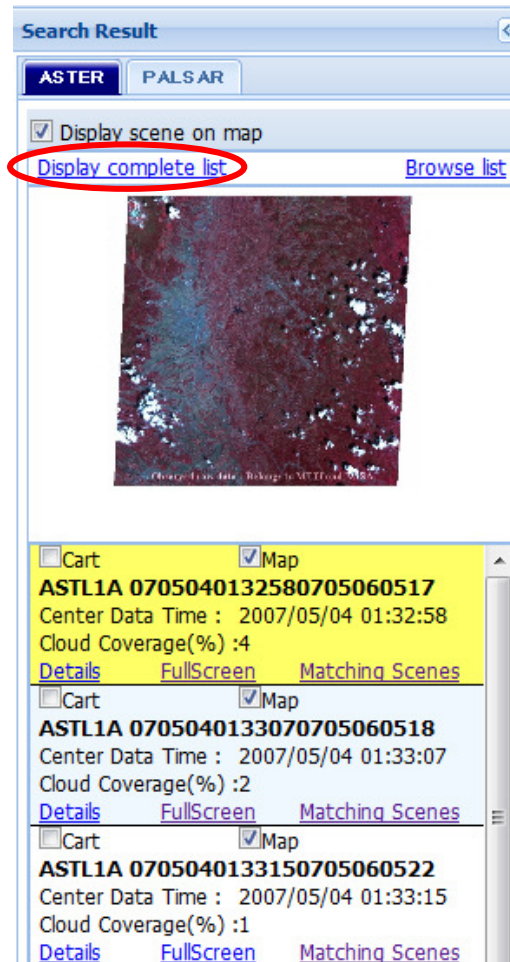 Search Result
ASTER PALSAR
Display scene on map
Display complete list Browse list
Cart Map
ASTL1A 0705040132580705060517
Center Data Time : 2007/05/04 01:32:58
Cloud Coverage(%) :4
Details FullScreen Matching Scenes
Cart Map
ASTL1A 0705040133070705060518
Center Data Time : 2007/05/04 01:33:07
Cloud Coverage(%) :2
Details FullScreen Matching Scenes
Cart Map
ASTL1A 0705040133150705060522
Center Data Time : 2007/05/04 01:33:15
Cloud Coverage(%) :1
Details FullScreen Matching Scenes